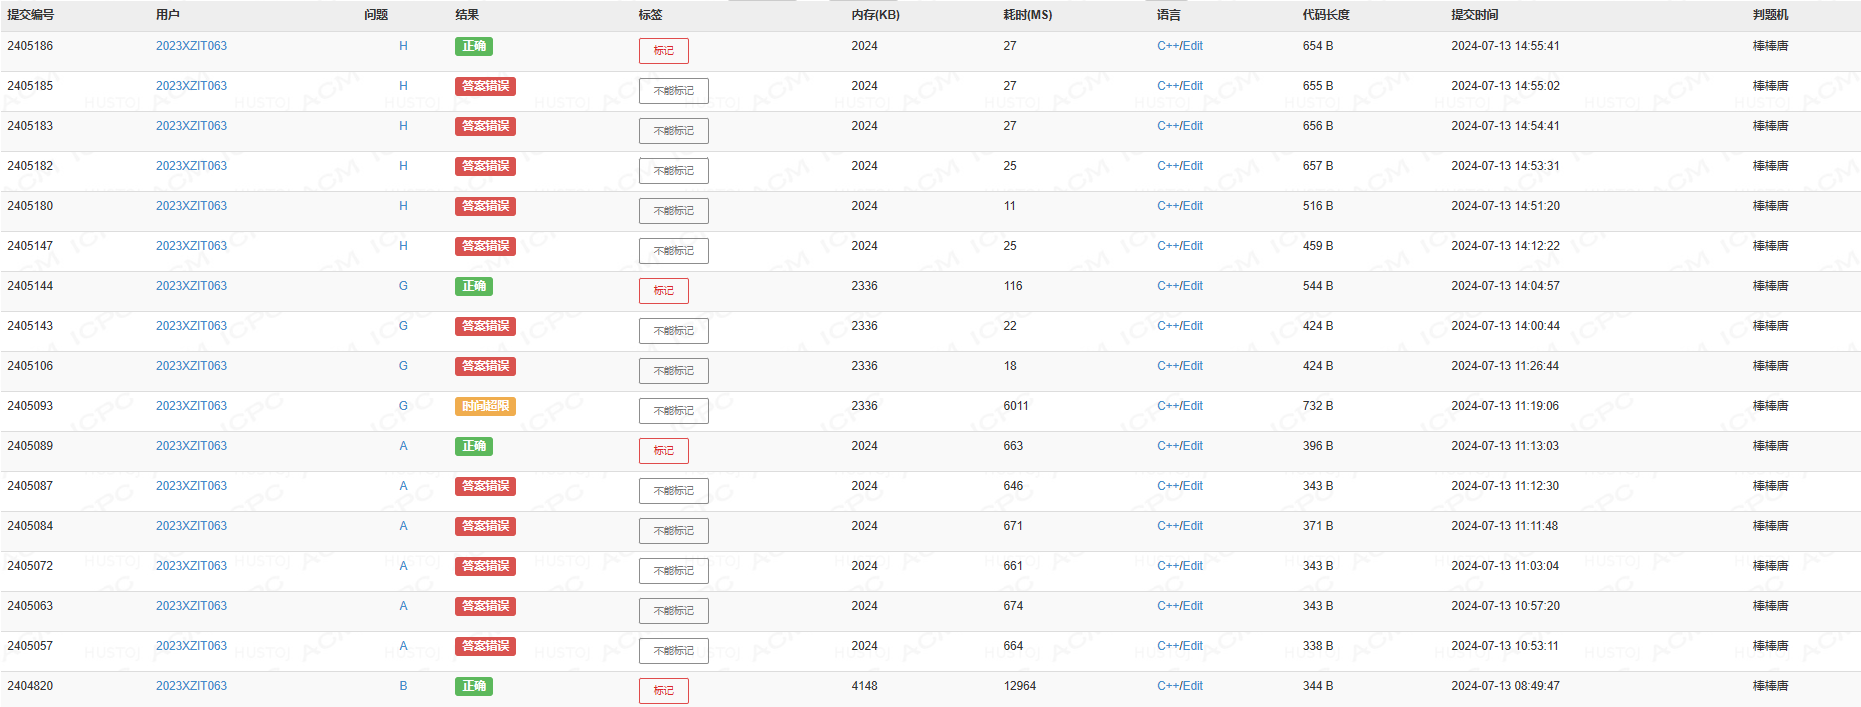 提交编号 用户 问题 结果 标签 内存(KB) 耗时(MS) 语言 代码长度 提交时间 判题机
2405186 2023XZIT063 H 正确 标记 2024 27 C++/Edit 654 B 2024-07-13 14:55:41 棒棒唐
2405185 2023XZIT063 H 答案错误 不能标记 2024 27 C++/Edit 655 B 2024-07-13 14:55:02 棒棒唐
2405183 2023XZIT063 H 答案错误 不能标记 2024 27 C++/Edit 656 B 2024-07-13 14:54:41 棒棒唐
2405182 2023XZIT063 H 答案错误 不能标记 2024 25 C++/Edit 657 B 2024-07-13 14:53:31 棒棒唐
2405180 2023XZIT063 H 答案错误 不能标记 2024 11 C++/Edit 516 B 2024-07-13 14:51:20 棒棒唐
2405147 2023XZIT063 H 答案错误 不能标记 2024 25 C++/Edit 459 B 2024-07-13 14:12:22 棒棒唐
2405144 2023XZIT063 G 正确 标记 2336 116 C++/Edit 544 B 2024-07-13 14:04:57 棒棒唐
2405143 2023XZIT063 G 答案错误 不能标记 2336 22 C++/Edit 424 B 2024-07-13 14:00:44 棒棒唐
2405106 2023XZIT063 G 答案错误 不能标记 2336 18 C++/Edit 424 B 2024-07-13 11:26:44 棒棒唐
2405093 2023XZIT063 G 时间超限 不能标记 2336 6011 C++/Edit 732 B 2024-07-13 11:19:06 棒棒唐
2405089 2023XZIT063 A 正确 标记 2024 663 C++/Edit 396 B 2024-07-13 11:13:03 棒棒唐
2405087 2023XZIT063 A 答案错误 不能标记 2024 646 C++/Edit 343 B 2024-07-13 11:12:30 棒棒唐
2405084 2023XZIT063 A 答案错误 不能标记 2024 671 C++/Edit 371 B 2024-07-13 11:11:48 棒棒唐
2405072 2023XZIT063 A 答案错误 不能标记 2024 661 C++/Edit 343 B 2024-07-13 11:03:04 棒棒唐
2405063 2023XZIT063 A 答案错误 不能标记 2024 674 C++/Edit 343 B 2024-07-13 10:57:20 棒棒唐
2405057 2023XZIT063 A 答案错误 不能标记 2024 664 C++/Edit 338 B 2024-07-13 10:53:11 棒棒唐
2404820 2023XZIT063 B 正确 标记 4148 12964 C++/Edit 344 B 2024-07-13 08:49:47 棒棒唐